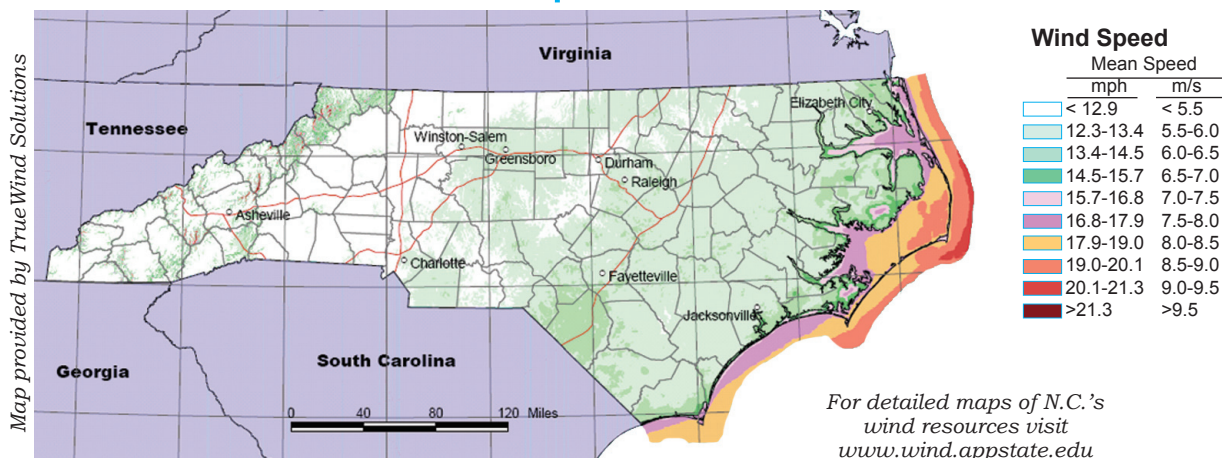 Map provided by TrueWind Solutions
Virginia
Tennessee
Elizabeth City
Winston-Salem
Greensboro
Durham
Raleigh
Asheville
Charlotte
Fayetteville
Jacksonville
South Carolina
Georgia
0 40 80 120 Miles
Wind Speed
Mean Speed
mph m/s
< 12.9 < 5.5
12.3-13.4 5.5-6.0
13.4-14.5 6.0-6.5
14.5-15.7 6.5-7.0
15.7-16.8 7.0-7.5
16.8-17.9 7.5-8.0
17.9-19.0 8.0-8.5
19.0-20.1 8.5-9.0
20.1-21.3 9.0-9.5
>21.3 >9.5
For detailed maps of N.C.'s
wind resources visit
www.wind.appstate.edu